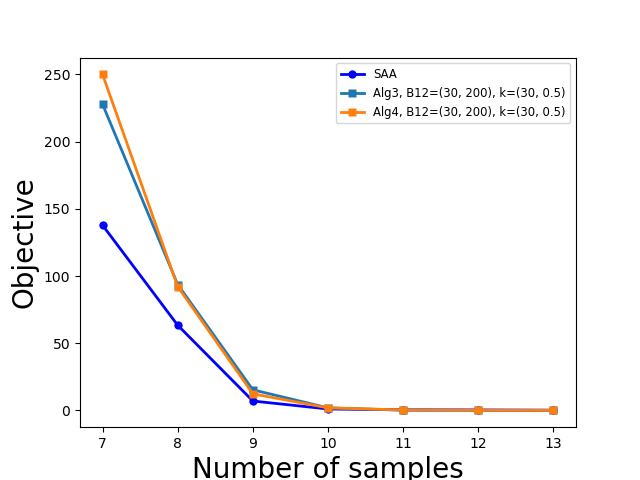 SAA
Alg3, B12=(30, 200), k=(30, 0.5)
Alg4, B12=(30, 200), k=(30, 0.5)
250
200
150
100
50
0
Objective
7 8 9 10 11 12 13
Number of samples